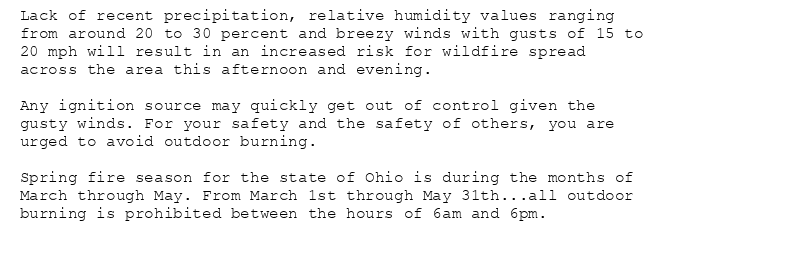 Lack of recent precipitation, relative humidity values ranging
from around 20 to 30 percent and breezy winds with gusts of 15 to
20 mph will result in an increased risk for wildfire spread
across the area this afternoon and evening.
Any ignition source may quickly get out of control given the
gusty winds. For your safety and the safety of others, you are
urged to avoid outdoor burning.
Spring fire season for the state of Ohio is during the months of
March through May. From March 1st through May 31th...all outdoor
burning is prohibited between the hours of 6am and 6pm.